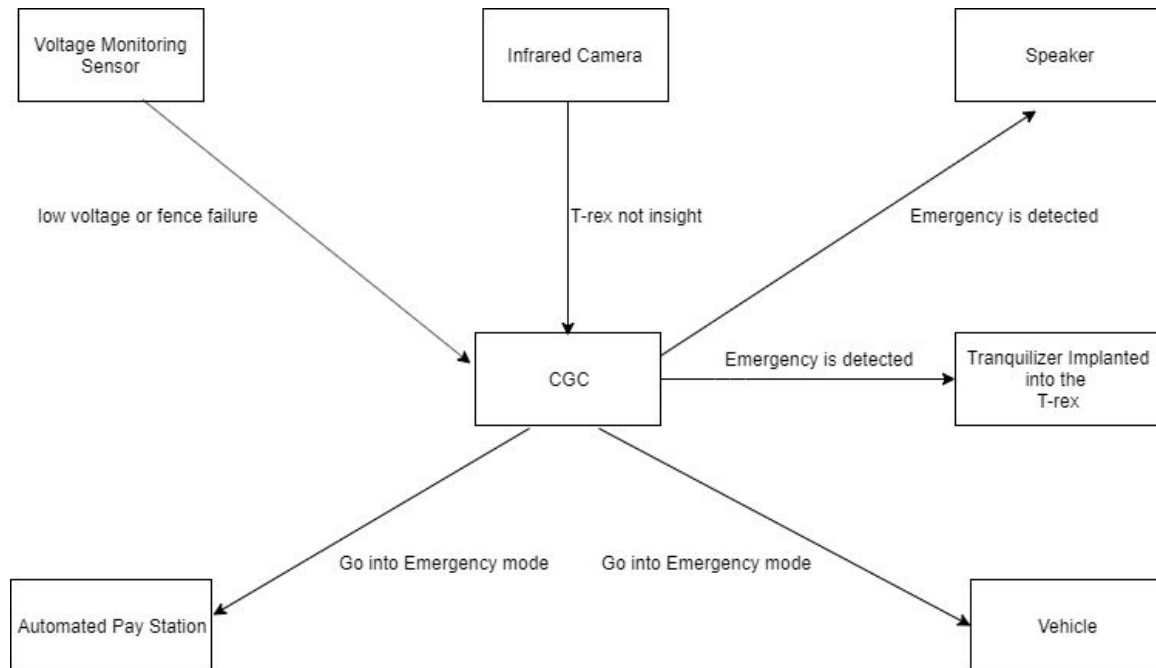 Voltage Monitoring
Sensor
Infrared Camera
Speaker
low voltage or fence failure
T-rex not insight
Emergency is detected
CGC
Emergency is detected
Tranquilizer Implanted
into the
T-rex
Go into Emergency mode
Go into Emergency mode
Automated Pay Station
Vehicle